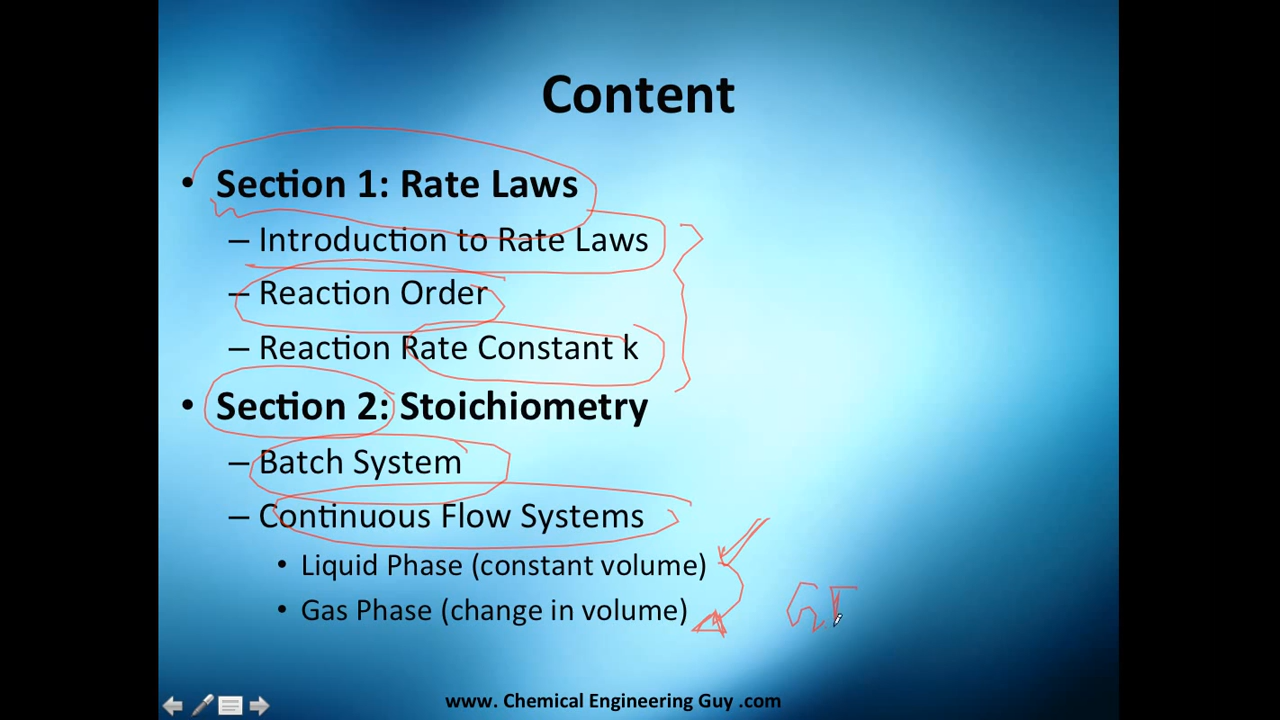 Content
• Section 1: Rate Laws
– Introduction to Rate Laws
– Reaction Order
– Reaction Rate Constant k
• Section 2: Stoichiometry
– Batch System
– Continuous Flow Systems
• Liquid Phase (constant volume)
• Gas Phase (change in volume)
www. Chemical Engineering Guy .com